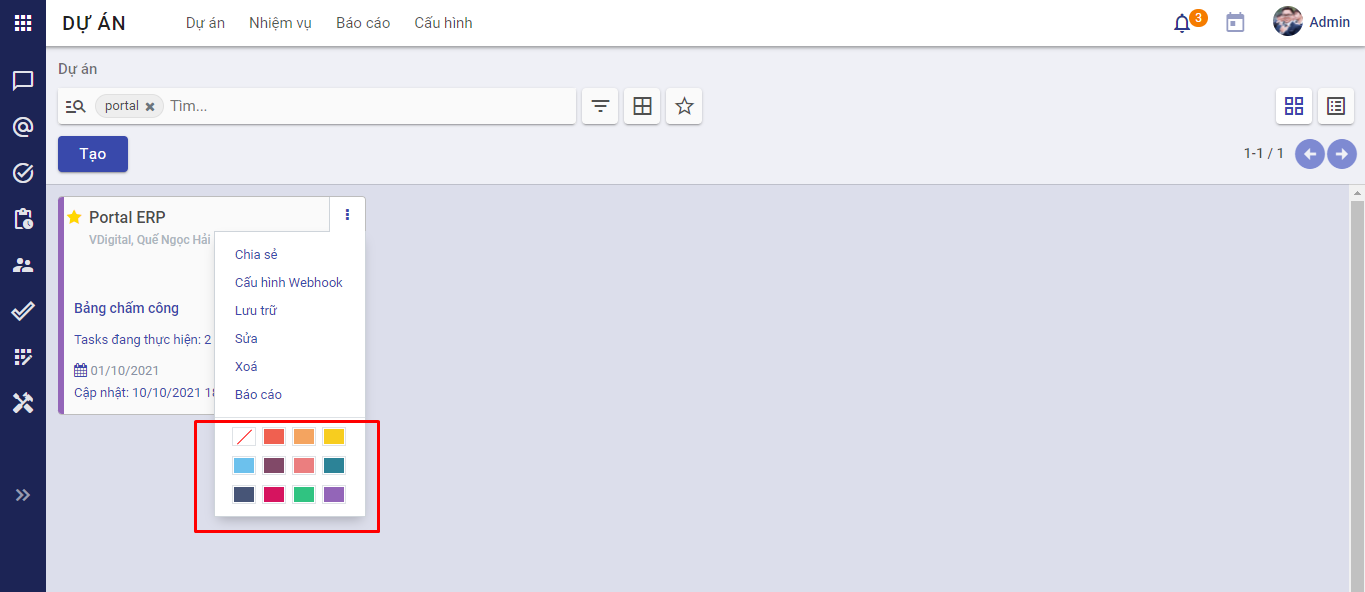 DỰ ÁN Dự án Nhiệm vụ Báo cáo Cấu hình 3 Admin
Dự án
portal Tìm...
Tạo 1-1 / 1
Portal ERP
VDigital, Quế Ngọc Hải
Chia sẻ
Cấu hình Webhook
Bảng chấm công
Lưu trữ
Tasks đang thực hiện: 2
Sửa
01/10/2021
Xoá
Cập nhật: 10/10/2021 18
Báo cáo